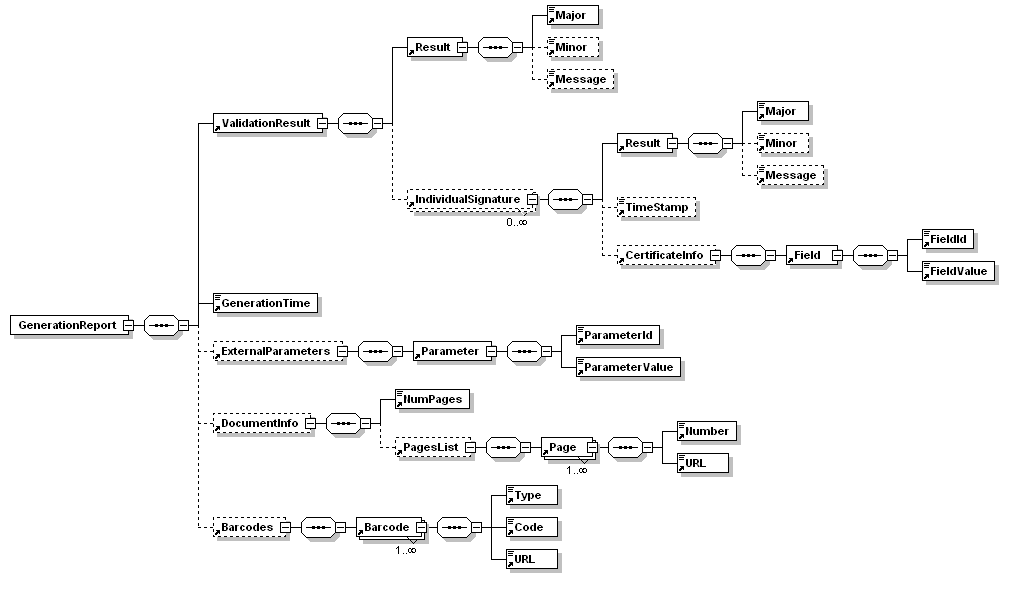 Major
Result
Minor
Message
ValidationResult
Major
Result
Minor
Message
IndividualSignature
0..∞
TimeStamp
CertificateInfo
Field
FieldId
FieldValue
GenerationReport
GenerationTime
ExternalParameters
Parameter
ParameterId
ParameterValue
DocumentInfo
NumPages
PagesList
Page
1..∞
Number
URL
Barcodes
Barcode
1..∞
Type
Code
URL